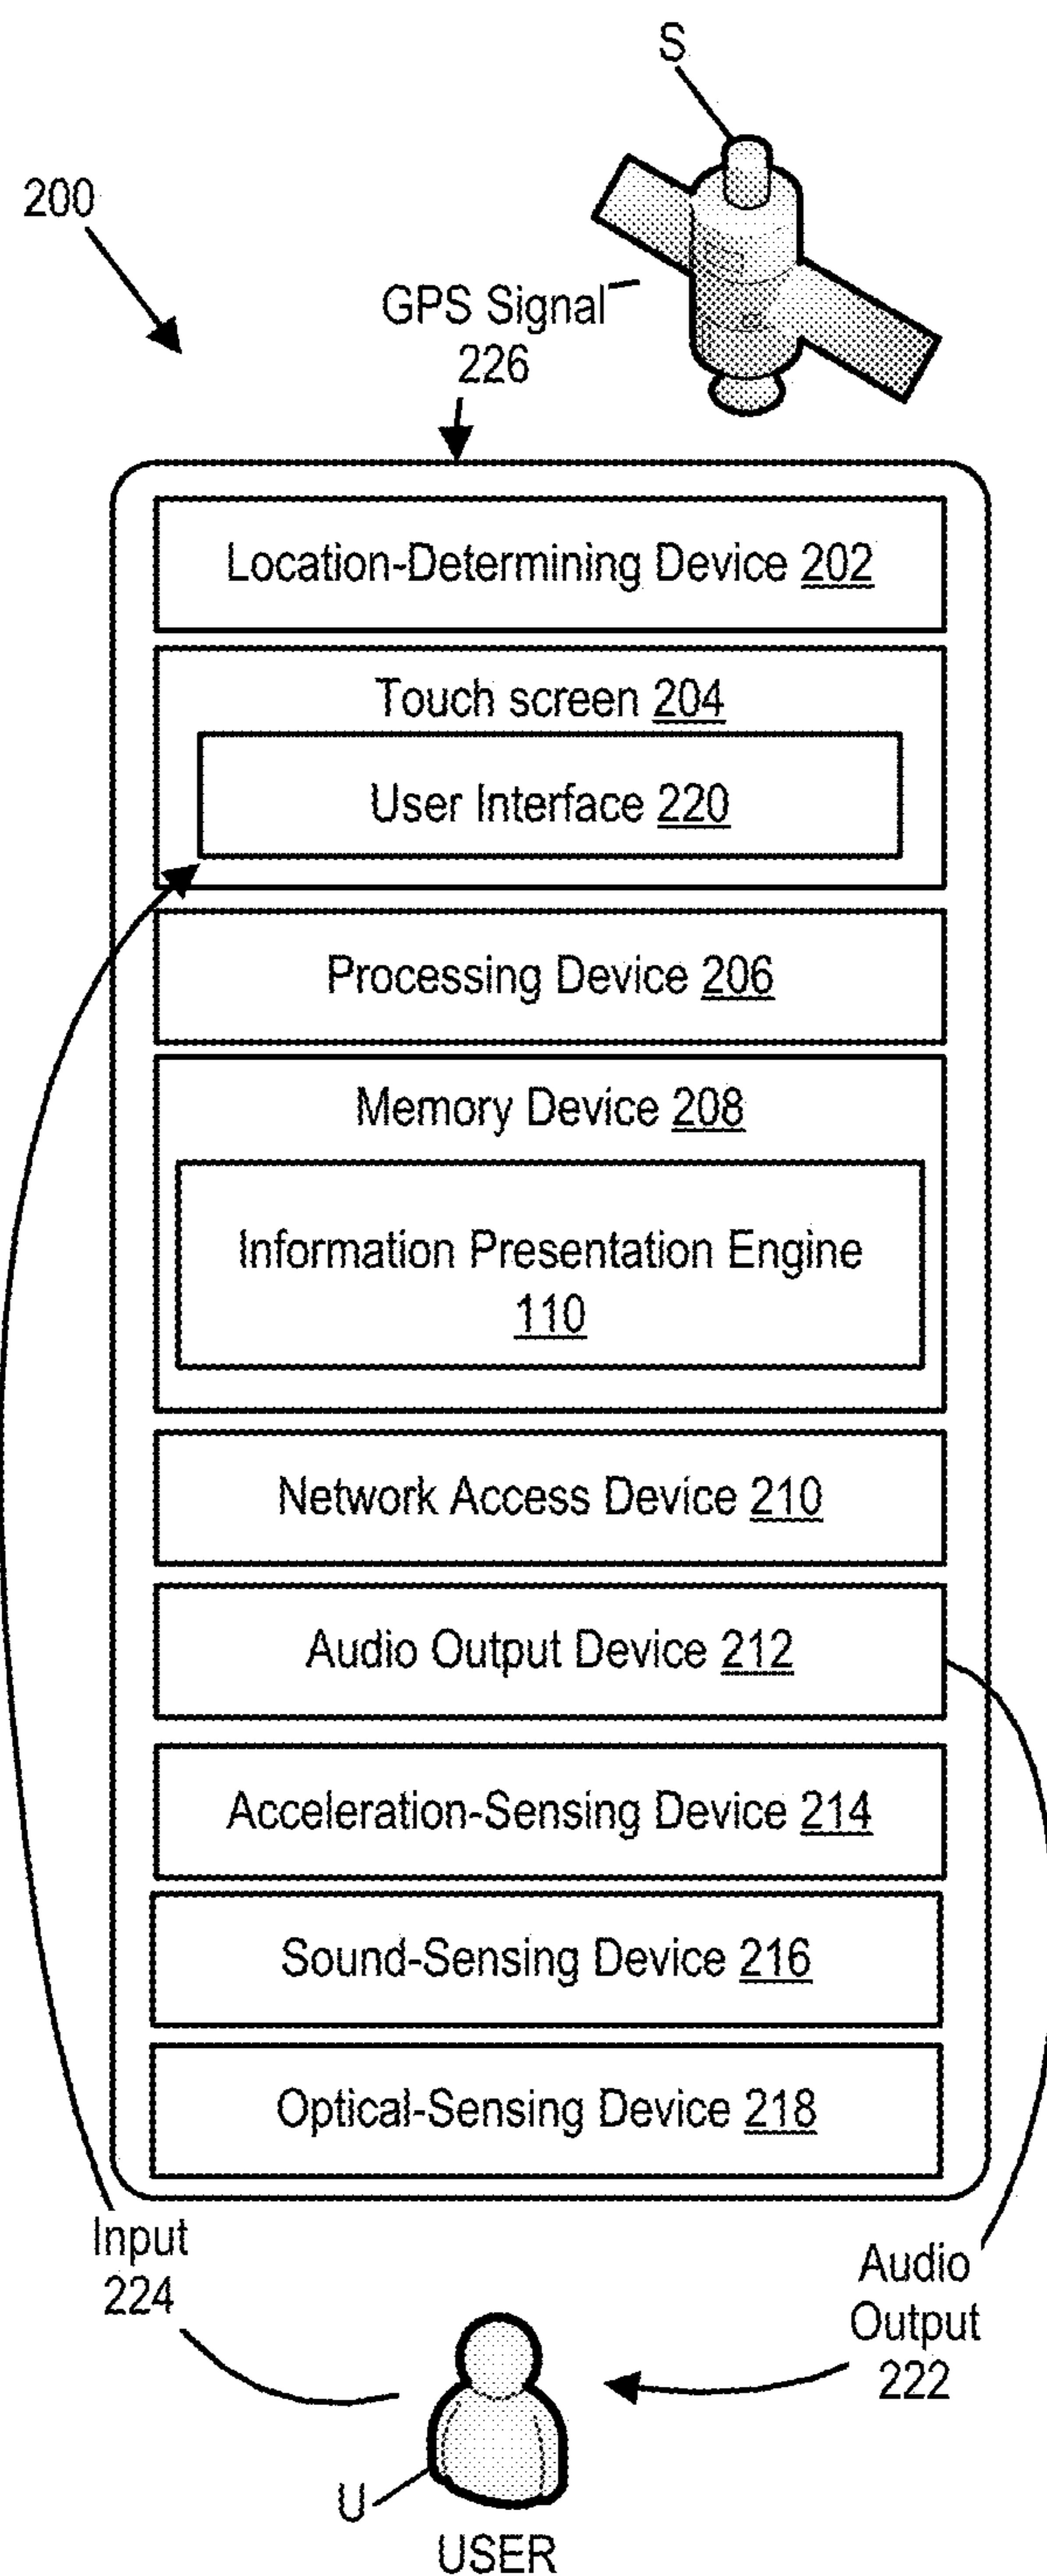 S
200
GPS Signal
226
Location-Determining Device 202
Touch screen 204
User Interface 220
Processing Device 206
Memory Device 208
Information Presentation Engine
110
Network Access Device 210
Audio Output Device 212
Acceleration-Sensing Device 214
Sound-Sensing Device 216
Optical-Sensing Device 218
Input
224
Audio
Output
222
U
USER